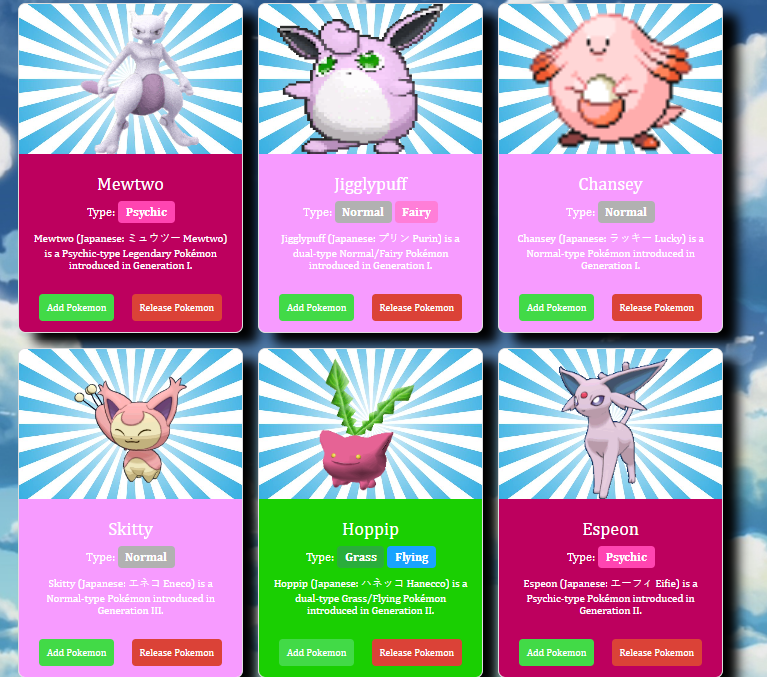 Mewtwo
Type: Psychic
Mewtwo (Japanese: ミュウツー Mewtwo)
is a Psychic-type Legendary Pokémon
introduced in Generation I.
Add Pokemon
Release Pokemon
Jigglypuff
Type: Normal Fairy
Jigglypuff (Japanese: プリン Purin) is a
dual-type Normal/Fairy Pokémon
introduced in Generation I.
Add Pokemon
Release Pokemon
Chansey
Type: Normal
Chansey (Japanese: ラッキー Lucky) is a
Normal-type Pokémon introduced in
Generation I.
Add Pokemon
Release Pokemon
Skitty
Type: Normal
Skitty (Japanese: エネコ Eneco) is a
Normal-type Pokémon introduced in
Generation III.
Add Pokemon
Release Pokemon
Hoppip
Type: Grass Flying
Hoppip (Japanese: ハネッコ Hanecco) is a
dual-type Grass/Flying Pokémon
introduced in Generation II.
Add Pokemon
Release Pokemon
Espeon
Type: Psychic
Espeon (Japanese: エーフィ Eifie) is a
Psychic-type Pokémon introduced in
Generation II.
Add Pokemon
Release Pokemon